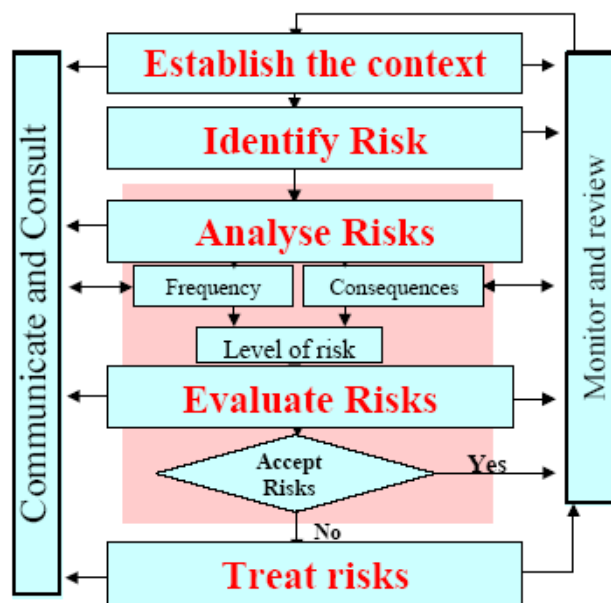 Establish the context
Identify Risk
Analyse Risks
Frequency
Consequences
Level of risk
Evaluate Risks
Accept
Risks
Yes
No
Treat risks
Communicate and Consult
Monitor and review